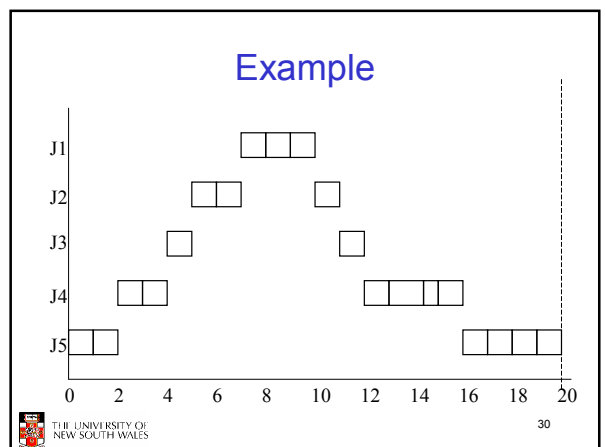 Example
J1
J2
J3
J4
J5
0 2 4 6 8 10 12 14 16 18 20
THE UNIVERSITY OF
NEW SOUTH WALES
30